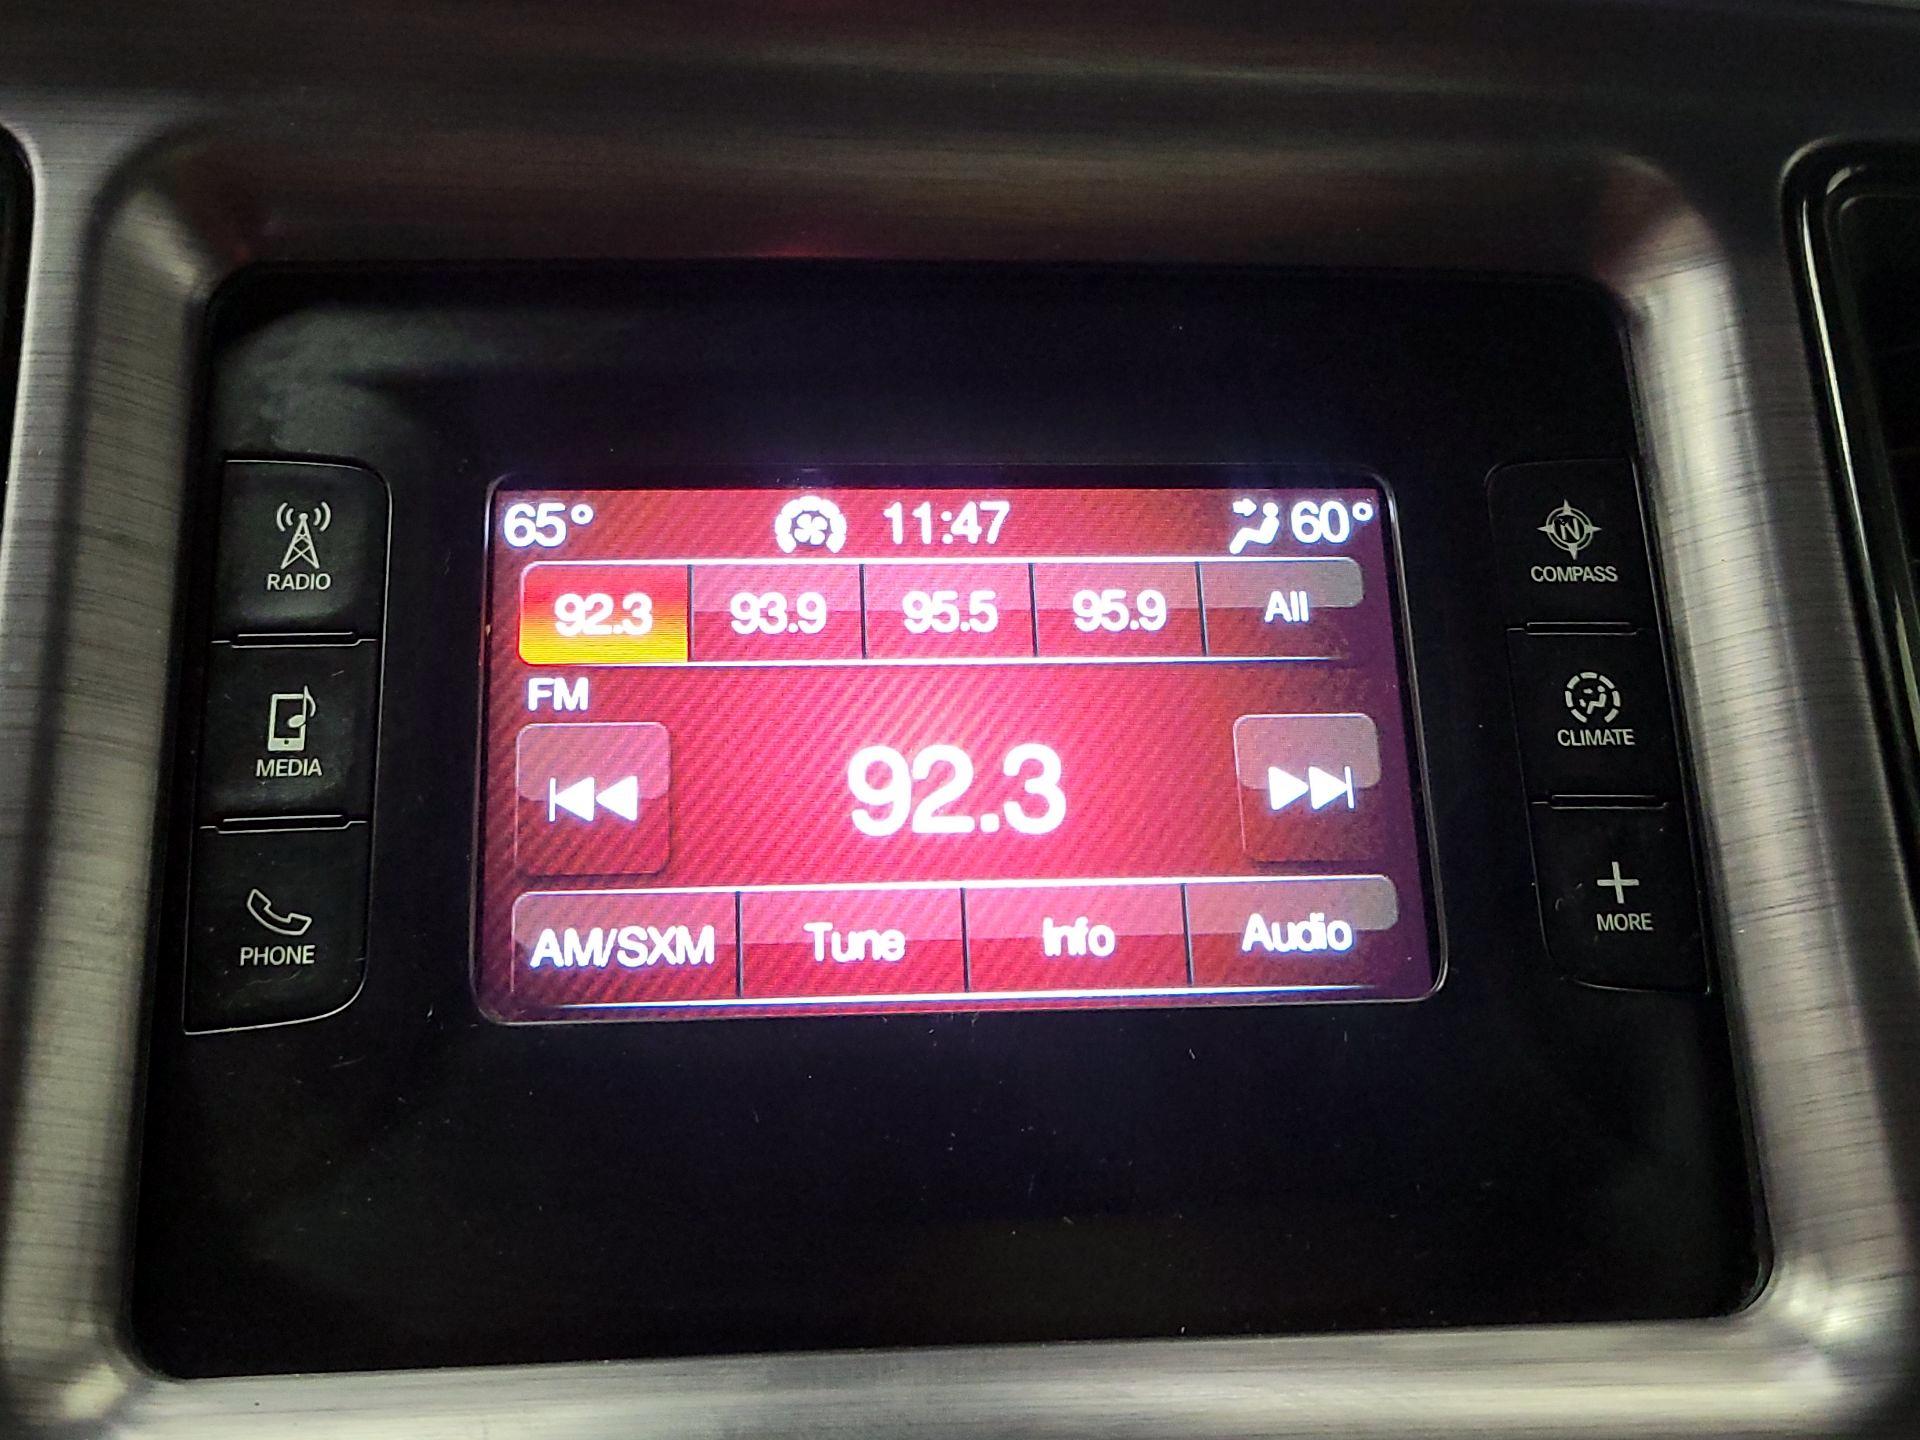 65° 11:47 60°
92.3 93.9 95.5 95.9 All
FM
92.3
AM/SXM Tune Info Audio
RADIO
MEDIA
PHONE
N
COMPASS
CLIMATE
MORE